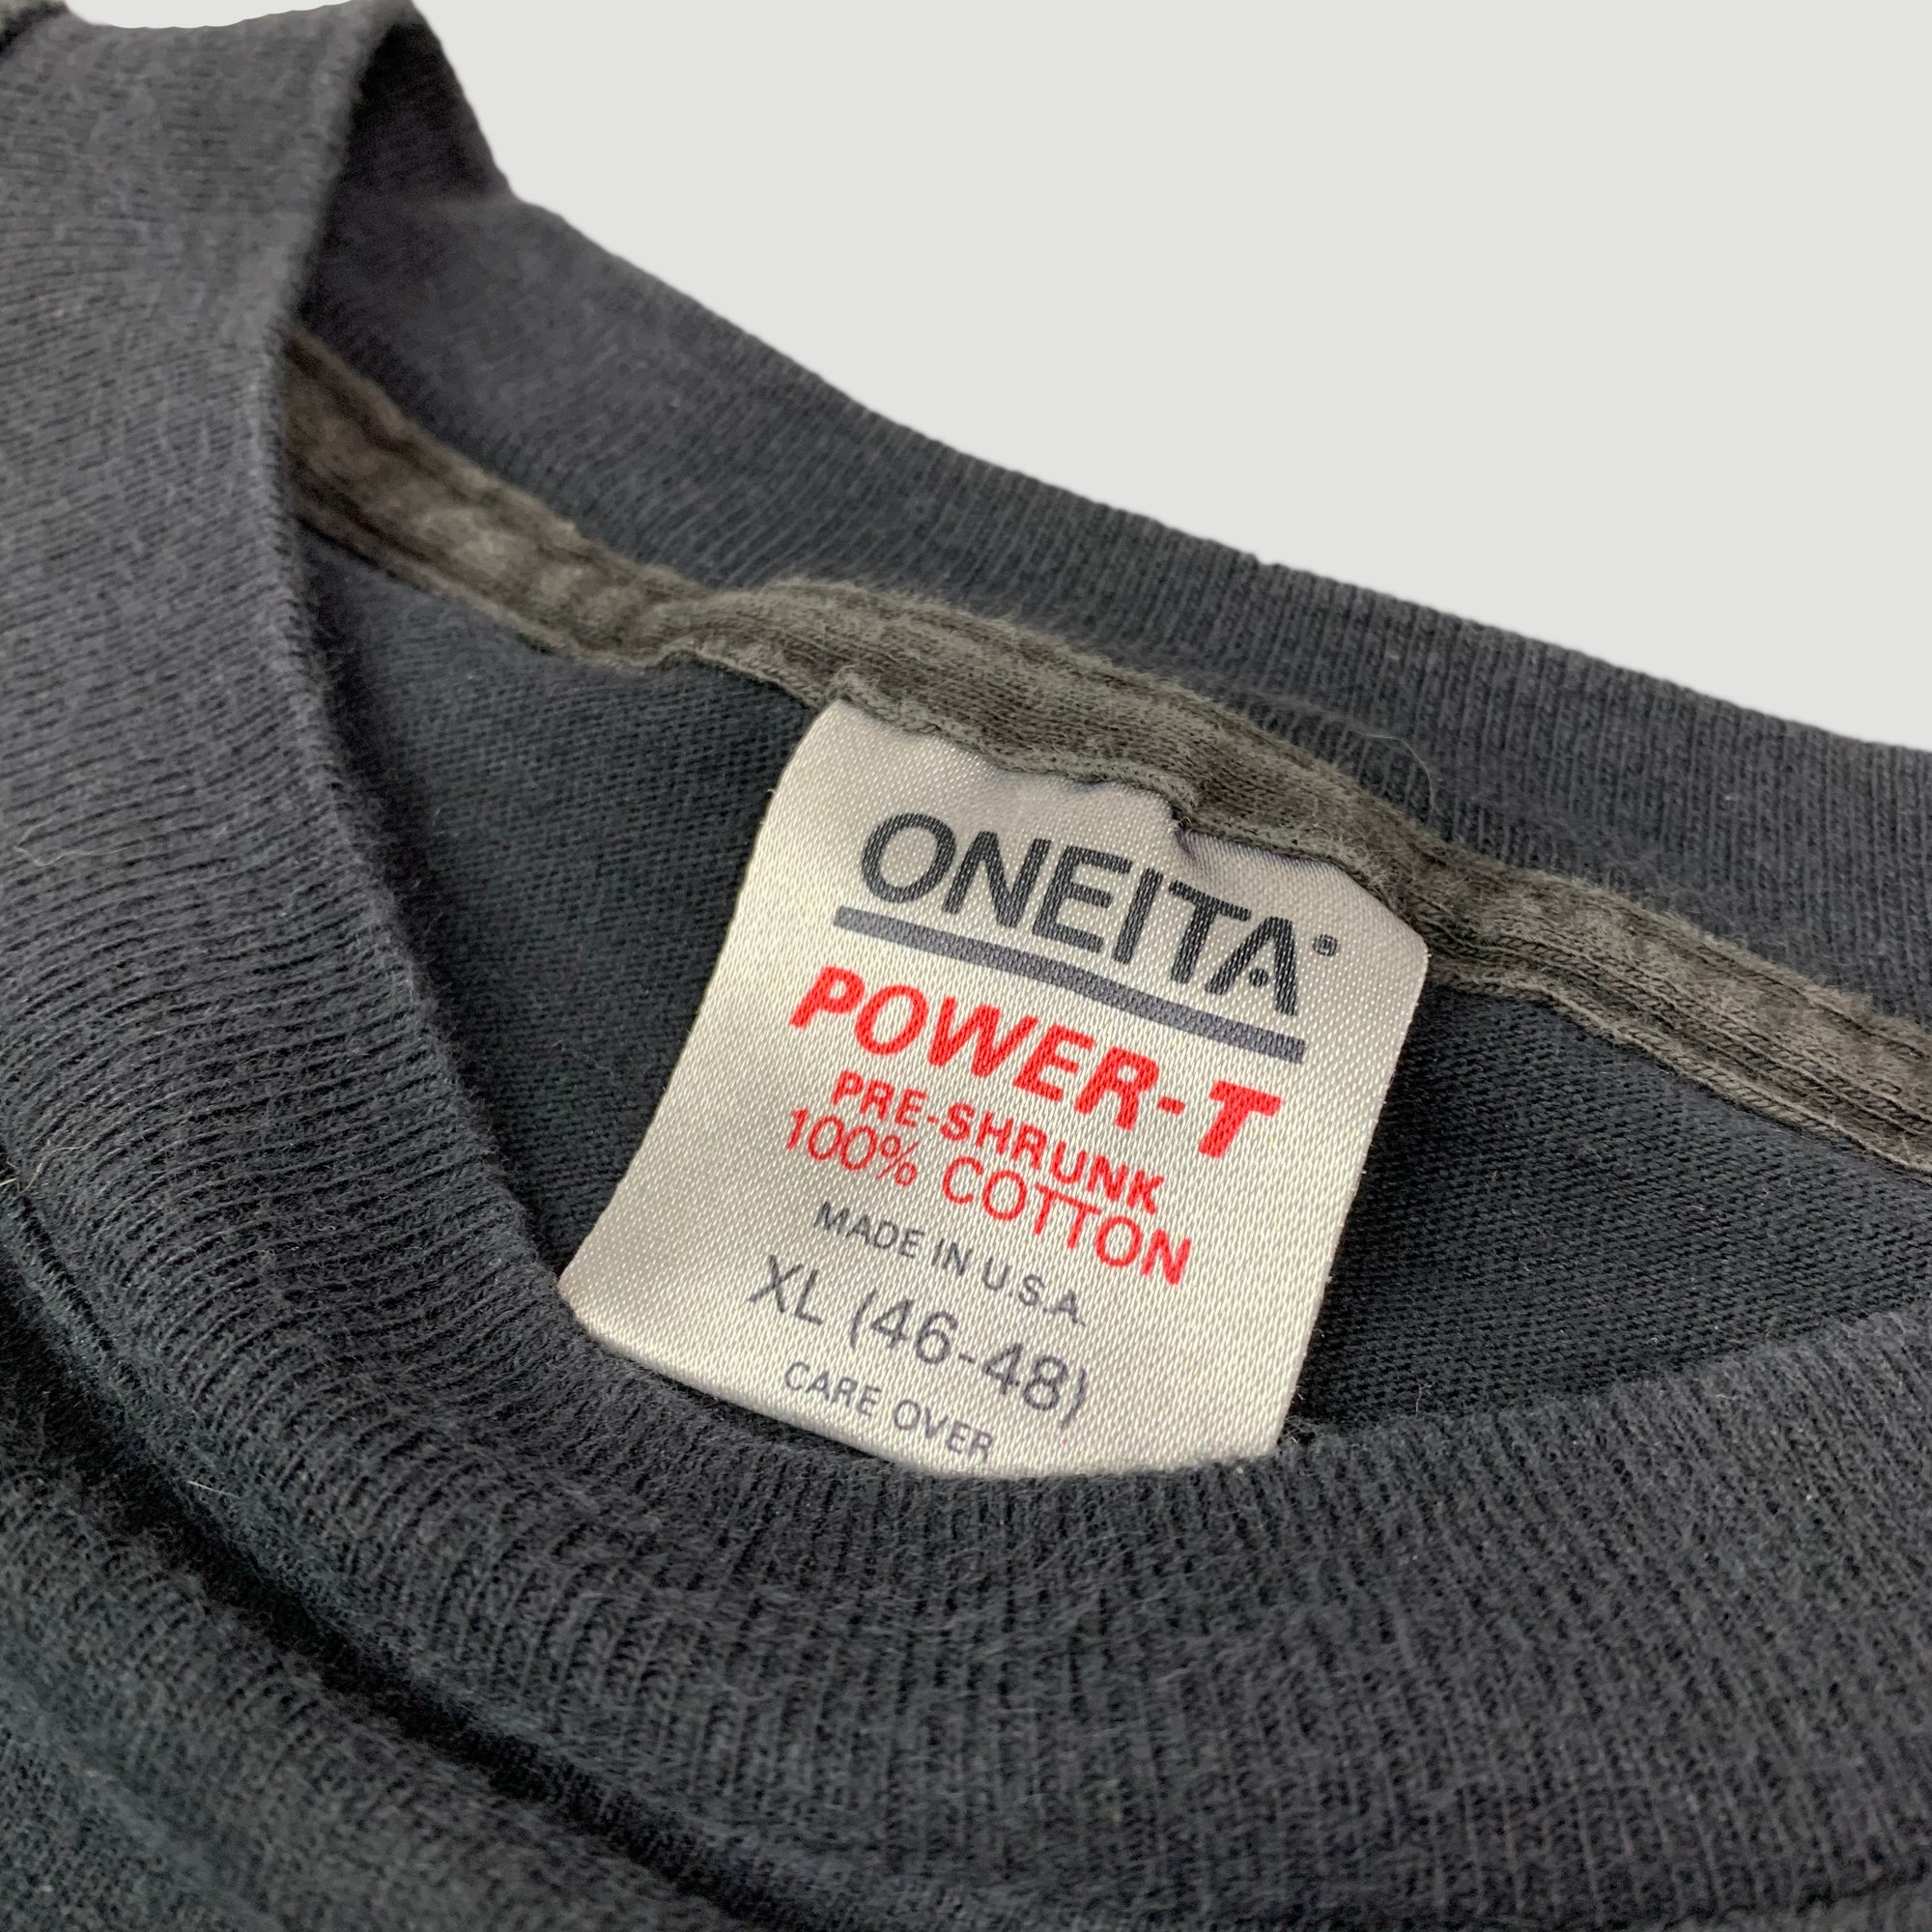 ONEITA®
POWER-T
PRE-SHRUNK
100% COTTON
MADE IN U.S.A.
XL (46-48)
CARE OVER